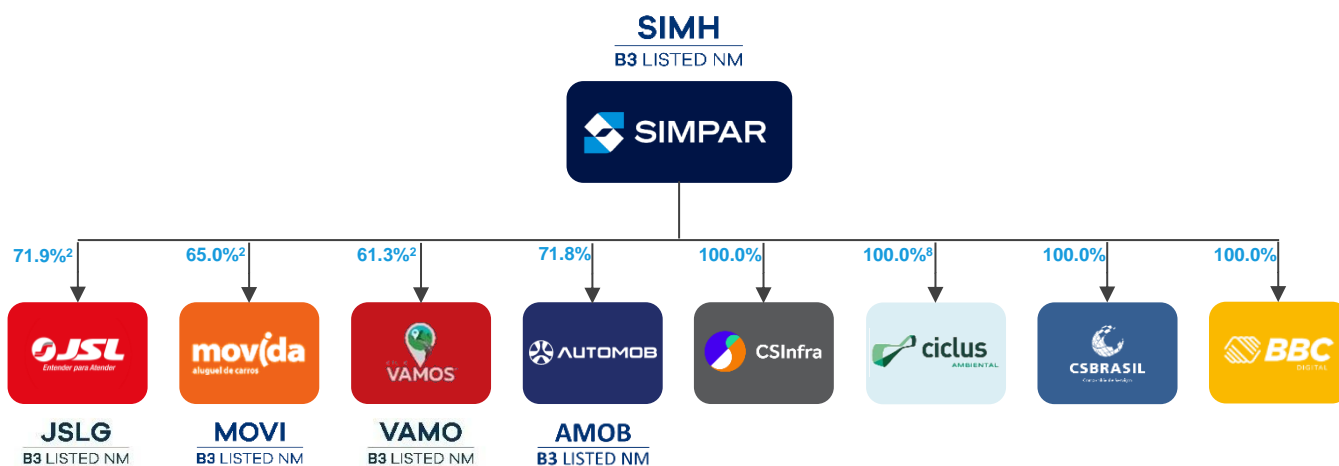 SIMH
B3 LISTED NM
SIMPAR
71.9%²
65.0%²
61.3%²
71.8%
100.0%
100.0%⁸
100.0%
100.0%
JSL
Entender para Atender
movida
aluguel de carros
VAMOS
AUTOMOB
CSInfra
ciclus
AMBIENTAL
CSBRASIL
BBC
DIGITAL
JSLG
B3 LISTED NM
MOVI
B3 LISTED NM
VAMO
B3 LISTED NM
AMOB
B3 LISTED NM